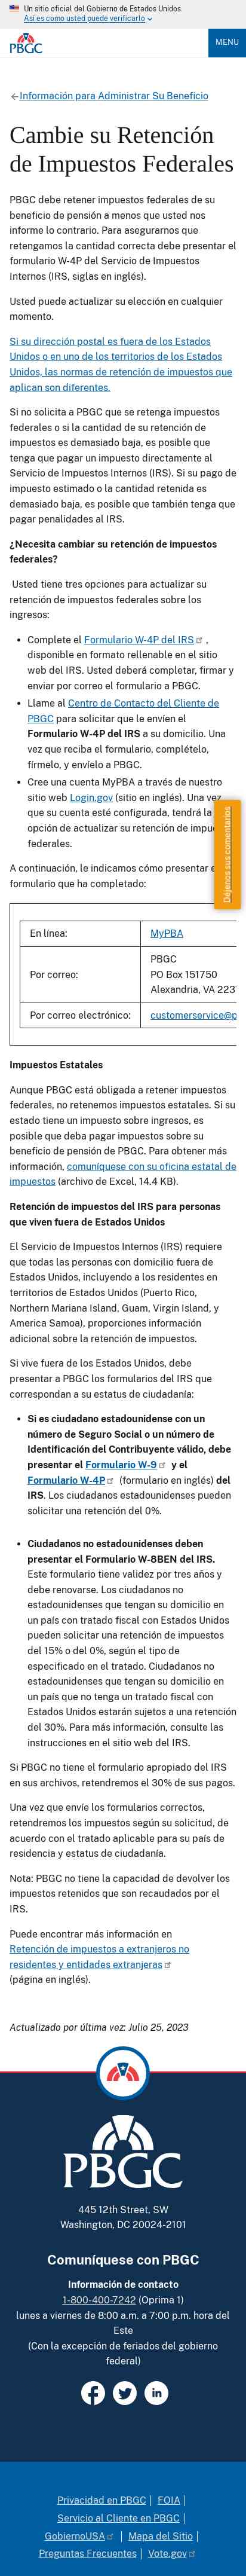 Un sitio oficial del Gobierno de Estados Unidos
Así es como usted puede verificarlo
PBGC
MENU
Información para Administrar Su Beneficio
Cambie su Retención
de Impuestos Federales
PBGC debe retener impuestos federales de su
beneficio de pensión a menos que usted nos
informe lo contrario. Para asegurarnos que
retengamos la cantidad correcta debe presentar el
formulario W-4P del Servicio de Impuestos
Internos (IRS, siglas en inglés).
Usted puede actualizar su elección en cualquier
momento.
Si su dirección postal es fuera de los Estados
Unidos o en uno de los territorios de los Estados
Unidos, las normas de retención de impuestos que
aplican son diferentes.
Si no solicita a PBGC que se retenga impuestos
federales o si la cantidad de su retención de
impuestos es demasiado baja, es posible que
tenga que pagar un impuesto directamente al
Servicio de Impuestos Internos (IRS). Si su pago de
impuesto estimado o la cantidad retenida es
demasiado baja, es posible que también tenga que
pagar penalidades al IRS.
¿Necesita cambiar su retención de impuestos
federales?
Usted tiene tres opciones para actualizar su
retención de impuestos federales sobre los
ingresos:
• Complete el Formulario W-4P del IRS ,
disponible en formato rellenable en el sitio
web del IRS. Usted deberá completar, firmar y
enviar por correo el formulario a PBGC.
• Llame al Centro de Contacto del Cliente de
PBGC para solicitar que le envíen el
Formulario W-4P del IRS a su domicilio. Una
vez que reciba el formulario, complételo,
fírmelo, y envíelo a PBGC.
• Cree una cuenta MyPBA a través de nuestro
sitio web Login.gov (sitio en inglés). Una vez
que su cuenta esté configurada, tendrá la
opción de actualizar su retención de impuestos
federales.
Déjenos sus comentarios
A continuación, le indicamos cómo presentar el
formulario que ha completado:
En línea: MyPBA
Por correo: PBGC
PO Box 151750
Alexandria, VA 223
Por correo electrónico: customerservice@p
Impuestos Estatales
Aunque PBGC está obligada a retener impuestos
federales, no retenemos impuestos estatales. Si su
estado tiene un impuesto sobre ingresos, es
posible que deba pagar impuestos sobre su
beneficio de pensión de PBGC. Para obtener más
información, comuníquese con su oficina estatal de
impuestos (archivo de Excel, 14.4 KB).
Retención de impuestos del IRS para personas
que viven fuera de Estados Unidos
El Servicio de Impuestos Internos (IRS) requiere
que todas las personas con domicilio fuera de
Estados Unidos, incluyendo a los residentes en
territorios de Estados Unidos (Puerto Rico,
Northern Mariana Island, Guam, Virgin Island, y
America Samoa), proporciones información
adicional sobre la retención de impuestos.
Si vive fuera de los Estados Unidos, debe
presentar a PBGC los formularios del IRS que
correspondan a su estatus de ciudadanía:
• Si es ciudadano estadounidense con un
número de Seguro Social o un número de
Identificación del Contribuyente válido, debe
presentar el Formulario W-9 y el
Formulario W-4P (formulario en inglés) del
IRS. Los ciudadanos estadounidenses pueden
solicitar una retención del 0%.
• Ciudadanos no estadounidenses deben
presentar el Formulario W-8BEN del IRS.
Este formulario tiene validez por tres años y
debe renovarse. Los ciudadanos no
estadounidenses que tengan su domicilio en
un país con tratado fiscal con Estados Unidos
pueden solicitar una retención de impuestos
del 15% o del 0%, según el tipo de
especificado en el tratado. Ciudadanos no
estadounidenses que tengan su domicilio en
un país que no tenga un tratado fiscal con
Estados Unidos estarán sujetos a una retención
del 30%. Para más información, consulte las
instrucciones en el sitio web del IRS.
Si PBGC no tiene el formulario apropiado del IRS
en sus archivos, retendremos el 30% de sus pagos.
Una vez que envíe los formularios correctos,
retendremos los impuestos según su solicitud, de
acuerdo con el tratado aplicable para su país de
residencia y estatus de ciudadanía.
Nota: PBGC no tiene la capacidad de devolver los
impuestos retenidos que son recaudados por el
IRS.
Puede encontrar más información en
Retención de impuestos a extranjeros no
residentes y entidades extranjeras
(página en inglés).
Actualizado por última vez: Julio 25, 2023
PBGC
445 12th Street, SW
Washington, DC 20024-2101
Comuníquese con PBGC
Información de contacto
1-800-400-7242 (Oprima 1)
lunes a viernes de 8:00 a.m. a 7:00 p.m. hora del
Este
(Con la excepción de feriados del gobierno
federal)
Privacidad en PBGC | FOIA |
Servicio al Cliente en PBGC |
GobiernoUSA | Mapa del Sitio |
Preguntas Frecuentes | Vote.gov